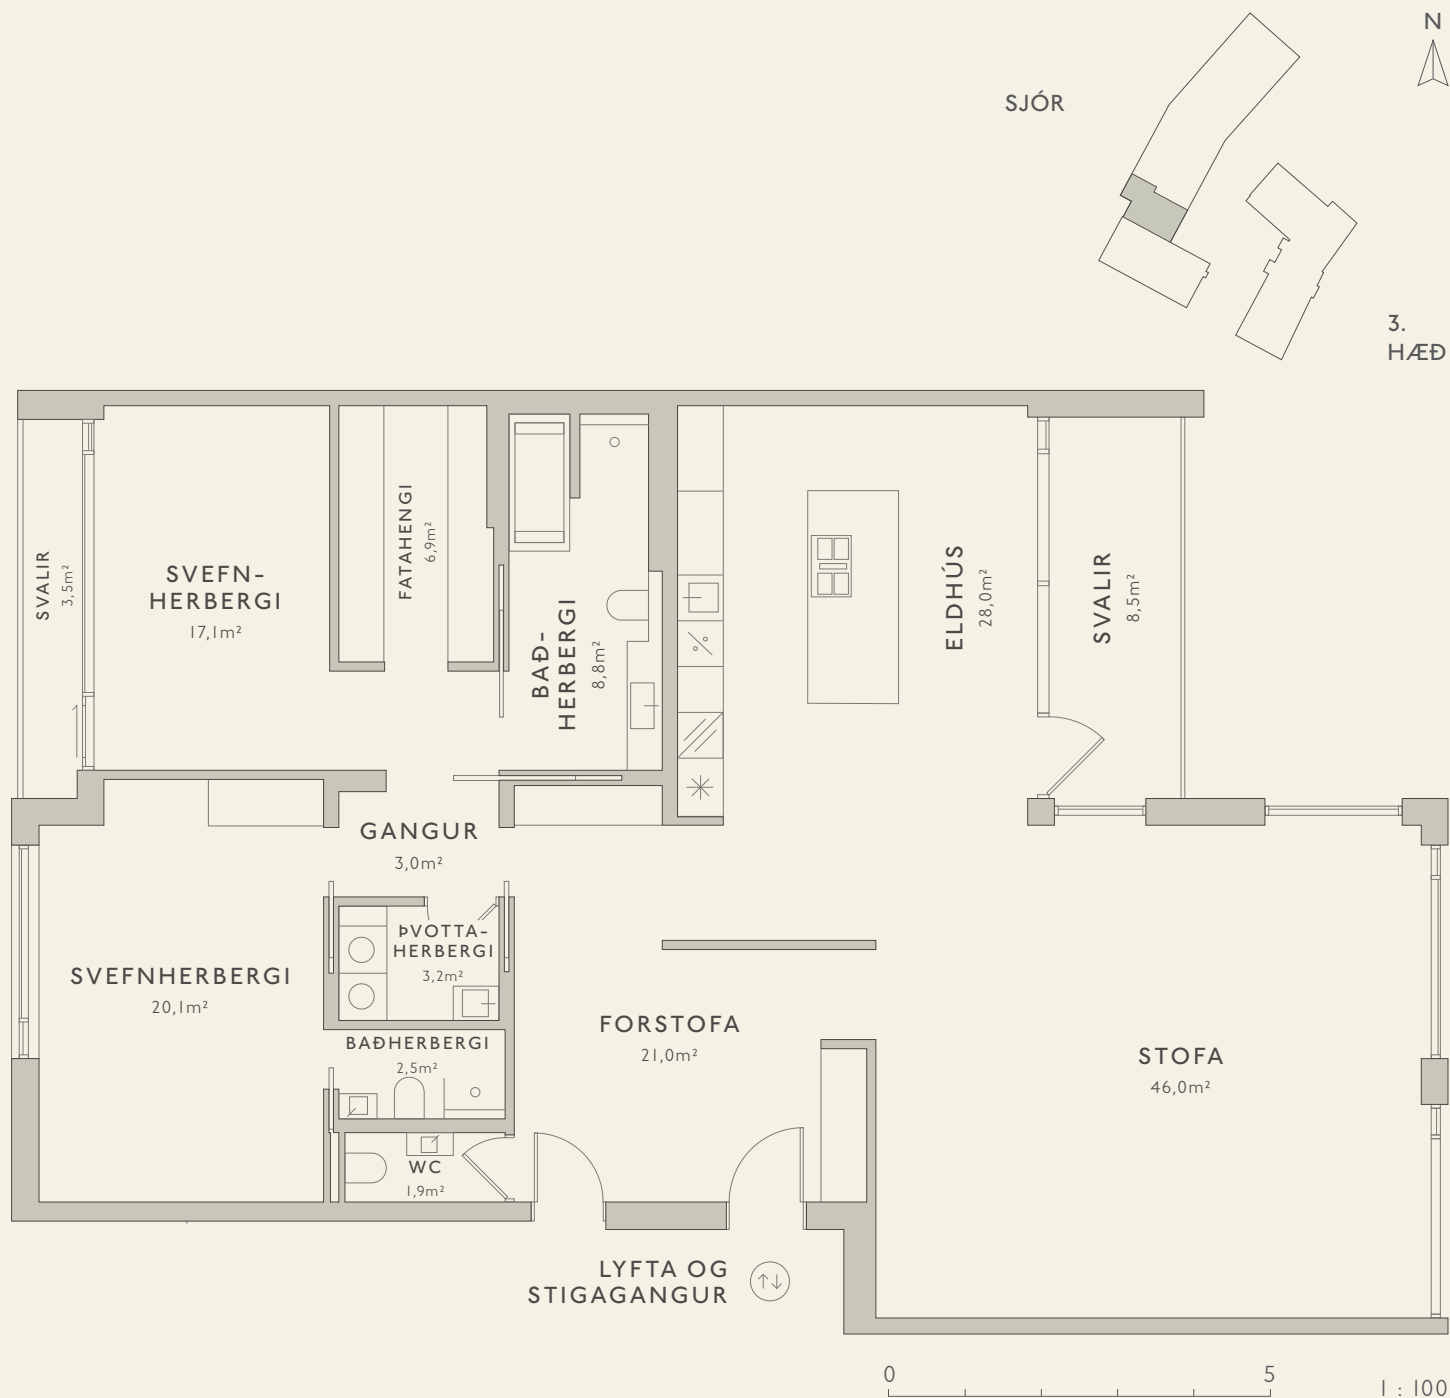 N
SJÓR
3.
HÆÐ
SVALIR
3,5m²
SVEFN-
HERBERGI
17,1m²
FATAHENGI
6,9m²
BAÐ-
HERBERGI
8,8m²
ELDHÚS
28,0m²
SVALIR
8,5m²
GANGUR
3,0m²
ÞVOTTA-
HERBERGI
3,2m²
SVEFNHERBERGI
20,1m²
BAÐHERBERGI
2,5m²
WC
1,9m²
FORSTOFA
21,0m²
STOFA
46,0m²
LYFTA OG
STIGAGANGUR
0 5
1 : 100